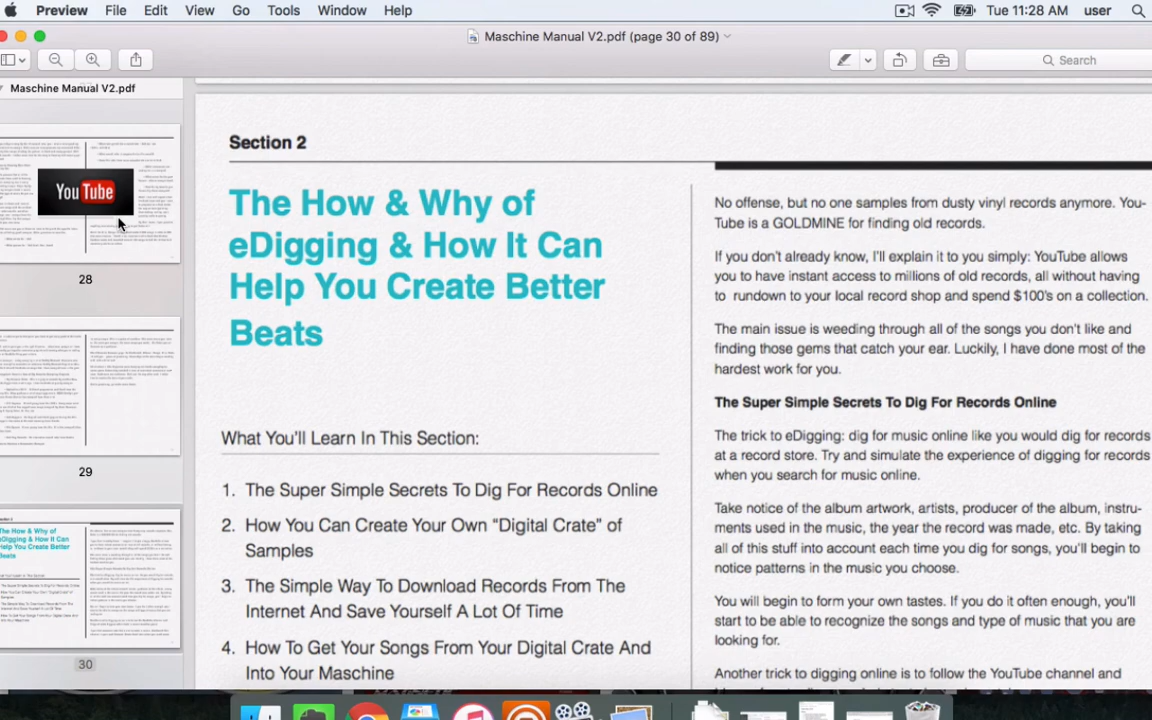 Preview File Edit View Go Tools Window Help Tue 11:28 AM user
Maschine Manual V2.pdf (page 30 of 89)
Search
Maschine Manual V2.pdf
You Tube
28
29
The How & Why of
eDigging & How It Can
Help You Create Better
Beats
30
Section 2
The How & Why of
eDigging & How It Can
Help You Create Better
Beats
What You'll Learn In This Section:
1. The Super Simple Secrets To Dig For Records Online
2. How You Can Create Your Own “Digital Crate” of
Samples
3. The Simple Way To Download Records From The
Internet And Save Yourself A Lot Of Time
4. How To Get Your Songs From Your Digital Crate And
Into Your Maschine
No offense, but no one samples from dusty vinyl records anymore. You-
Tube is a GOLDMINE for finding old records.
If you don't already know, I'll explain it to you simply: YouTube allows
you to have instant access to millions of old records, all without having
to rundown to your local record shop and spend $100's on a collection.
The main issue is weeding through all of the songs you don't like and
finding those gems that catch your ear. Luckily, I have done most of the
hardest work for you.
The Super Simple Secrets To Dig For Records Online
The trick to eDigging: dig for music online like you would dig for records
at a record store. Try and simulate the experience of digging for records
when you search for music online.
Take notice of the album artwork, artists, producer of the album, instru-
ments used in the music, the year the record was made, etc. By taking
all of this stuff into account each time you dig for songs, you'll begin to
notice patterns in the music you choose.
You will begin to form your own tastes. If you do it often enough, you'll
start to be able to recognize the songs and type of music that you are
looking for.
Another trick to digging online is to follow the YouTube channel and